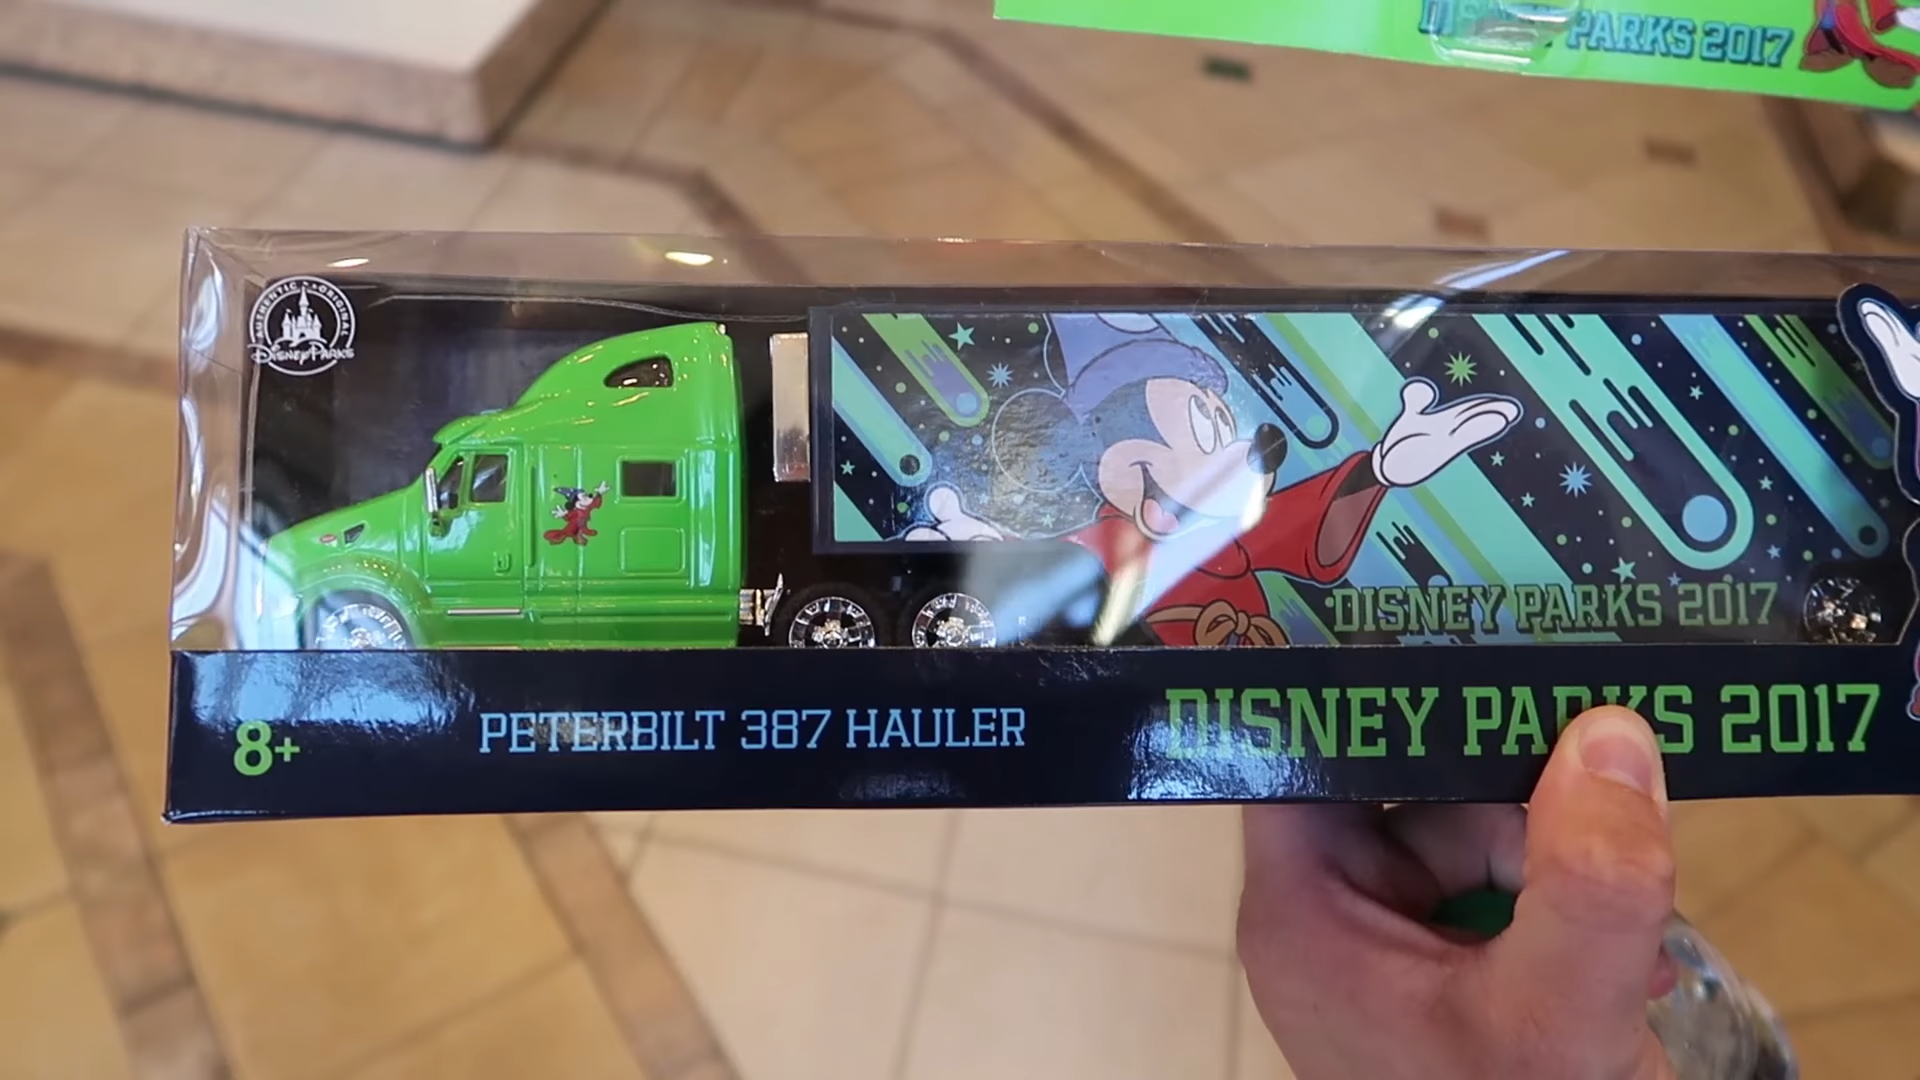 DISNEY PARKS 2017
AUTHENTIC ORIGINAL
DISNEY PARKS
DISNEY PARKS 2017
8+
PETERBILT 387 HAULER
DISNEY PARKS 2017